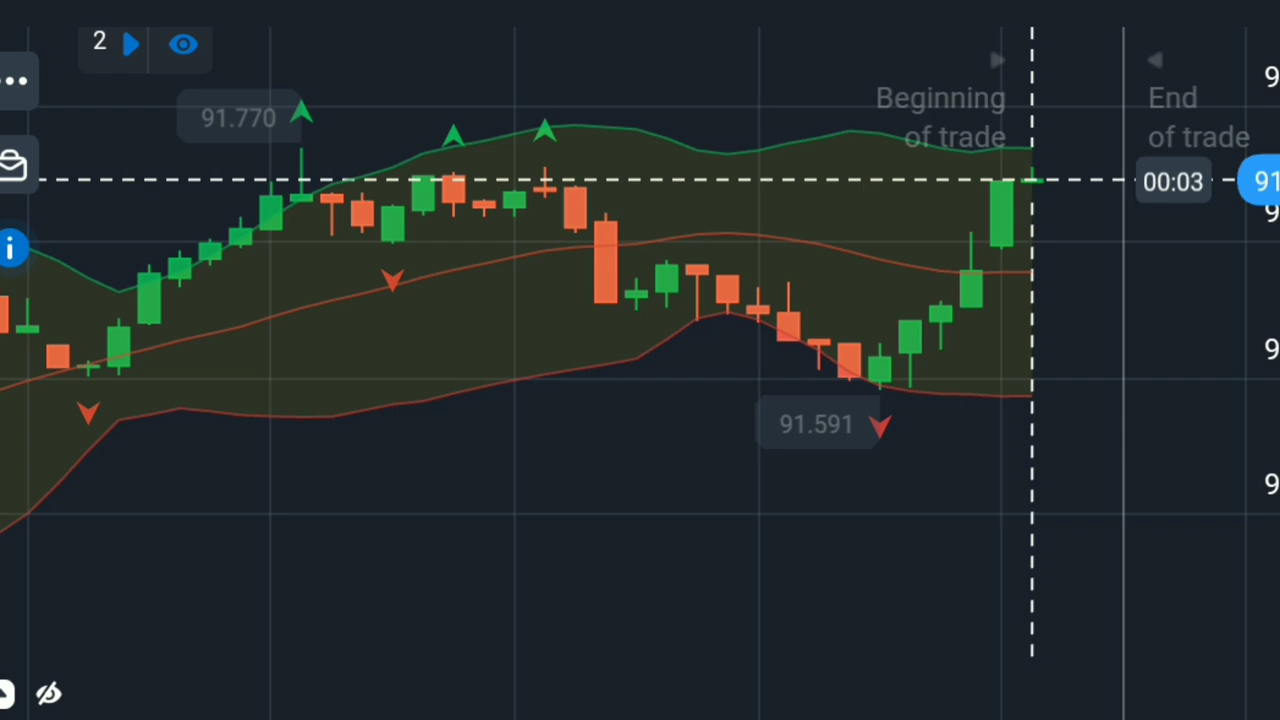 2
91.770
Beginning
of trade
End
of trade
00:03
91.591